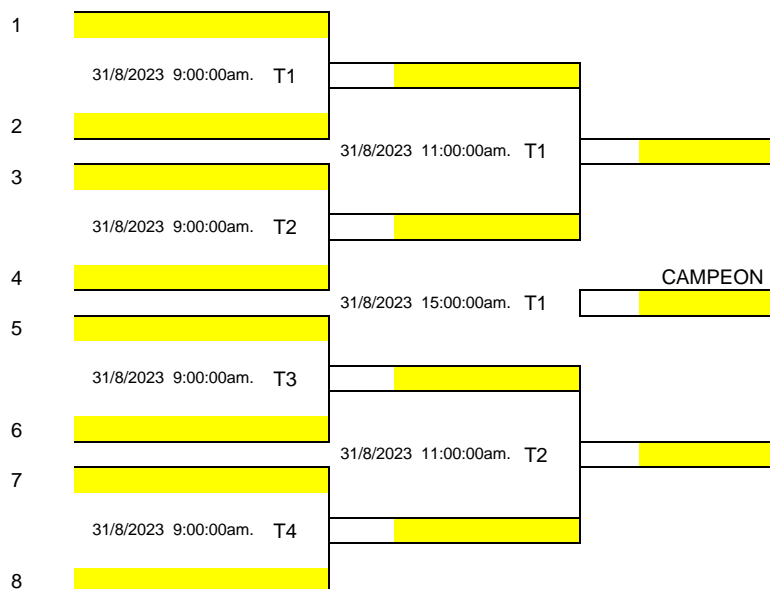 1
31/8/2023 9:00:00am. T1
2
31/8/2023 11:00:00am. T1
3
31/8/2023 9:00:00am. T2
4
CAMPEON
31/8/2023 15:00:00am. T1
5
31/8/2023 9:00:00am. T3
6
31/8/2023 11:00:00am. T2
7
31/8/2023 9:00:00am. T4
8